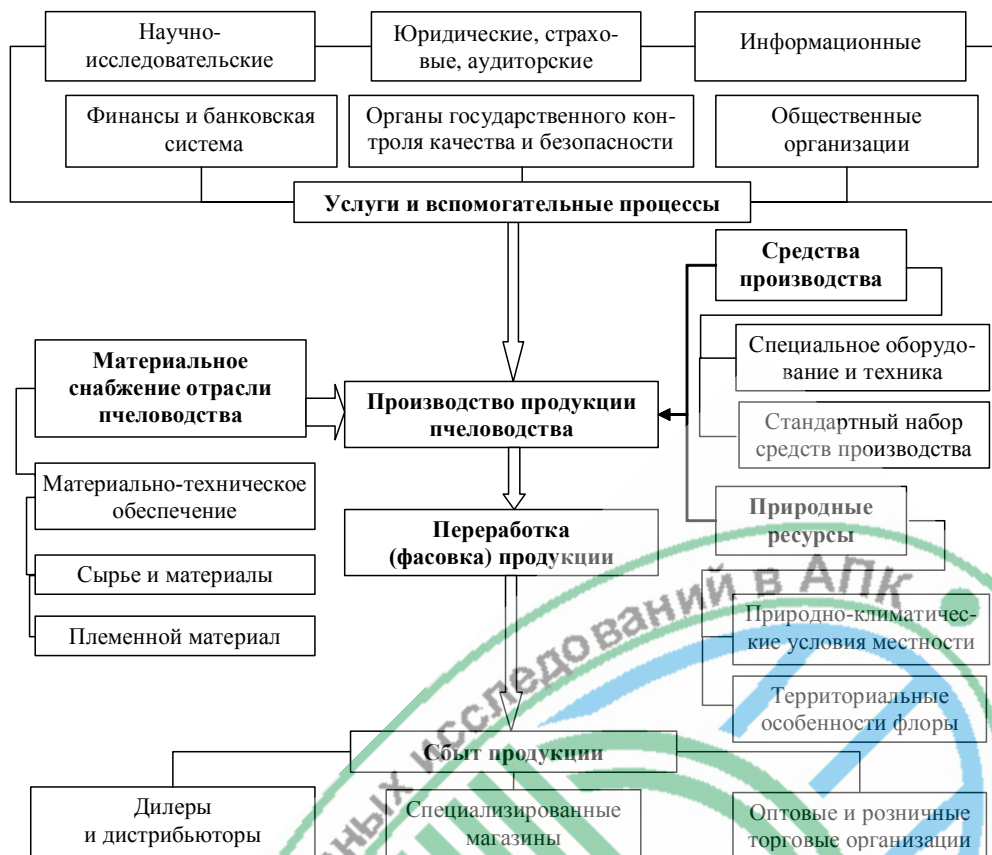 Научно-
исследовательские
Юридические, страхо-
вые, аудиторские
Информационные
Финансы и банковская
система
Органы государственного кон-
троля качества и безопасности
Общественные
организации
Услуги и вспомогательные процессы
Средства
производства
Специальное оборудо-
вание и техника
Стандартный набор
средств производства
Материальное
снабжение отрасли
пчеловодства
Производство продукции
пчеловодства
Материально-техническое
обеспечение
Сырье и материалы
Племенной материал
Переработка
(фасовка) продукции
Природные
ресурсы
Природно-климатичес-
кие условия местности
Территориальные
особенности флоры
Сбыт продукции
Дилеры
и дистрибьюторы
Специализированные
магазины
Оптовые и розничные
торговые организации
исследований в АПК